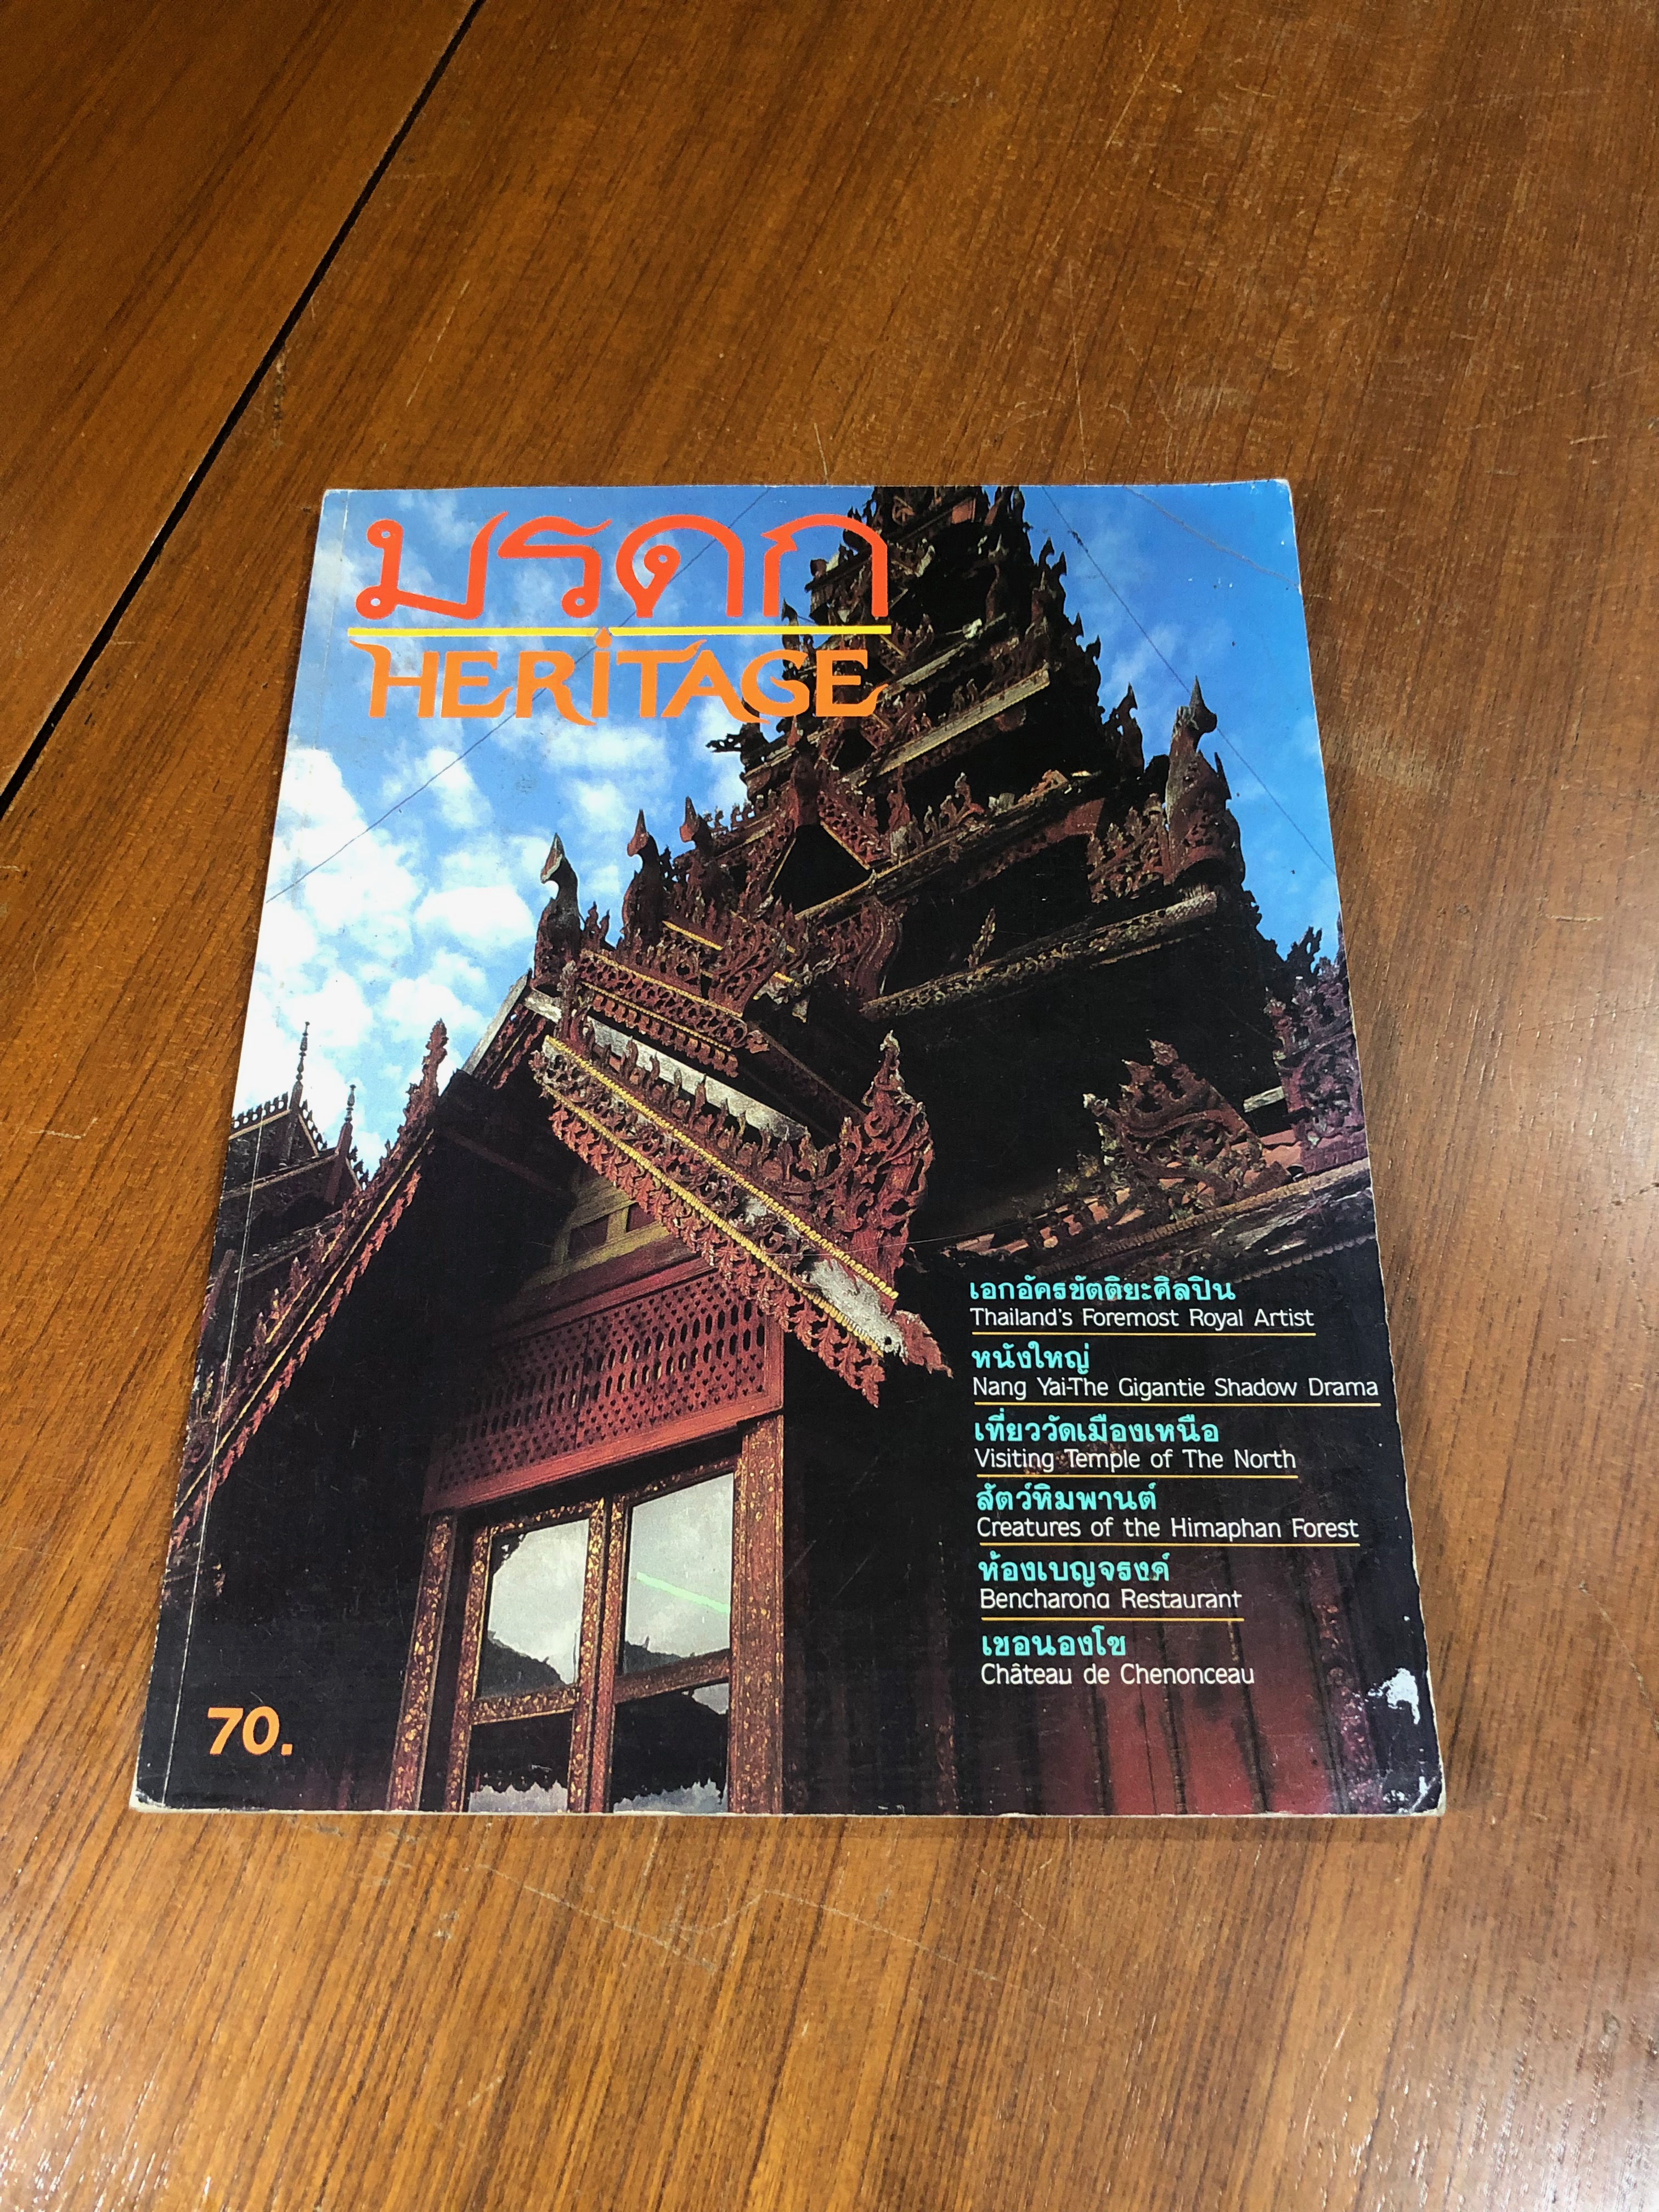 มรดก
HERITAGE
เอกอัครขัตติยะศิลปิน
Thailand's Foremost Royal Artist
หนังใหญ่
Nang Yai-The Gigantie Shadow Drama
เที่ยววัดเมืองเหนือ
Visiting Temple of The North
สัตว์หิมพานต์
Creatures of the Himaphan Forest
ห้องเบญจรงค์
Bencharona Restaurant
เชอนองโซ
Château de Chenonceau
70.